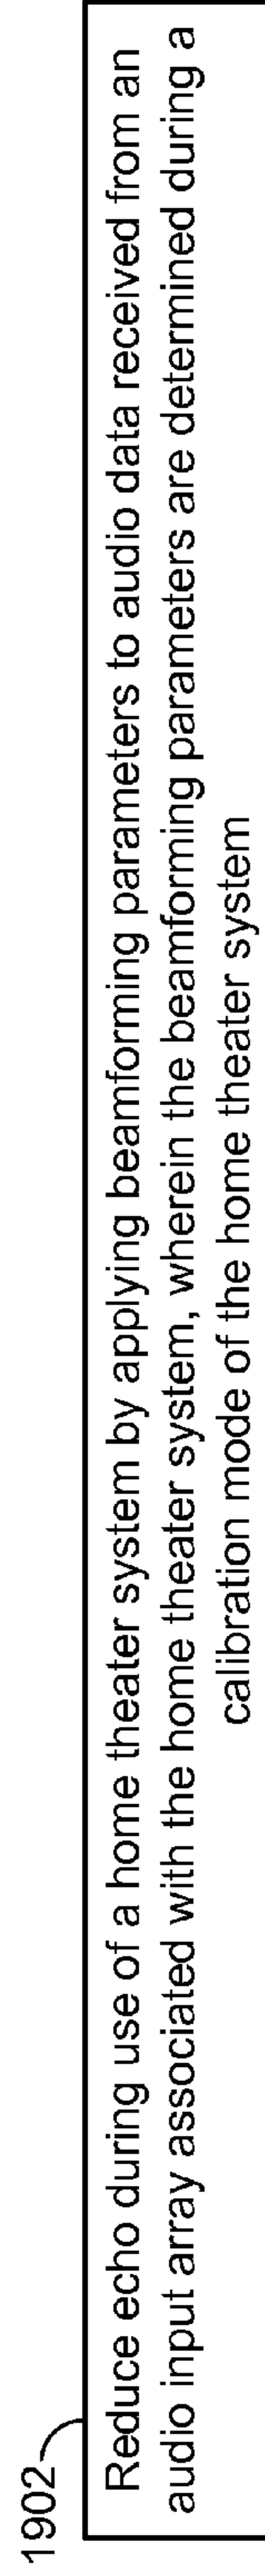 1902
Reduce echo during use of a home theater system by applying beamforming parameters to audio data received from an
audio input array associated with the home theater system, wherein the beamforming parameters are determined during a
calibration mode of the home theater system